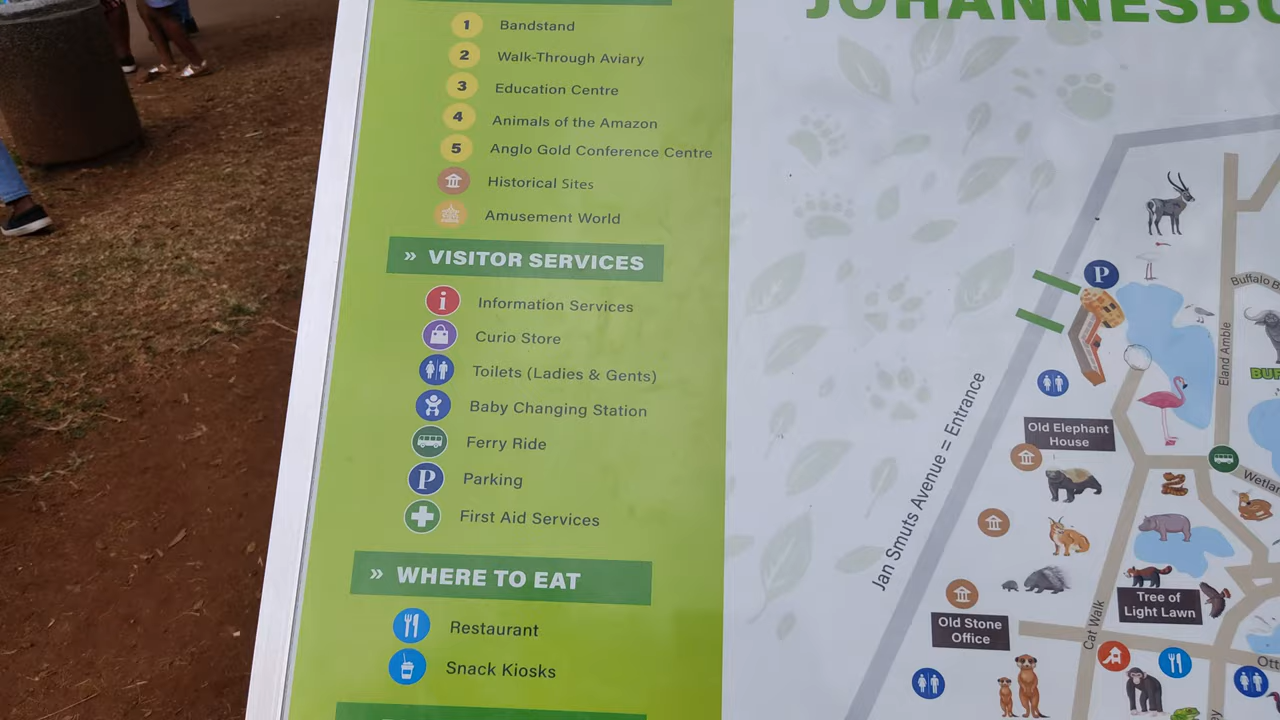 1 Bandstand
2 Walk-Through Aviary
3 Education Centre
4 Animals of the Amazon
5 Anglo Gold Conference Centre
Historical Sites
Amusement World
» VISITOR SERVICES
i Information Services
Curio Store
Toilets (Ladies & Gents)
Baby Changing Station
Ferry Ride
P Parking
First Aid Services
» WHERE TO EAT
Restaurant
Snack Kiosks
JOHANNESBU
P
Buffalo B
Eland Amble
BUF
Jan Smuts Avenue = Entrance
Old Elephant
House
Wetlan
Tree of
Light Lawn
Old Stone
Office
Cat Walk
Ott